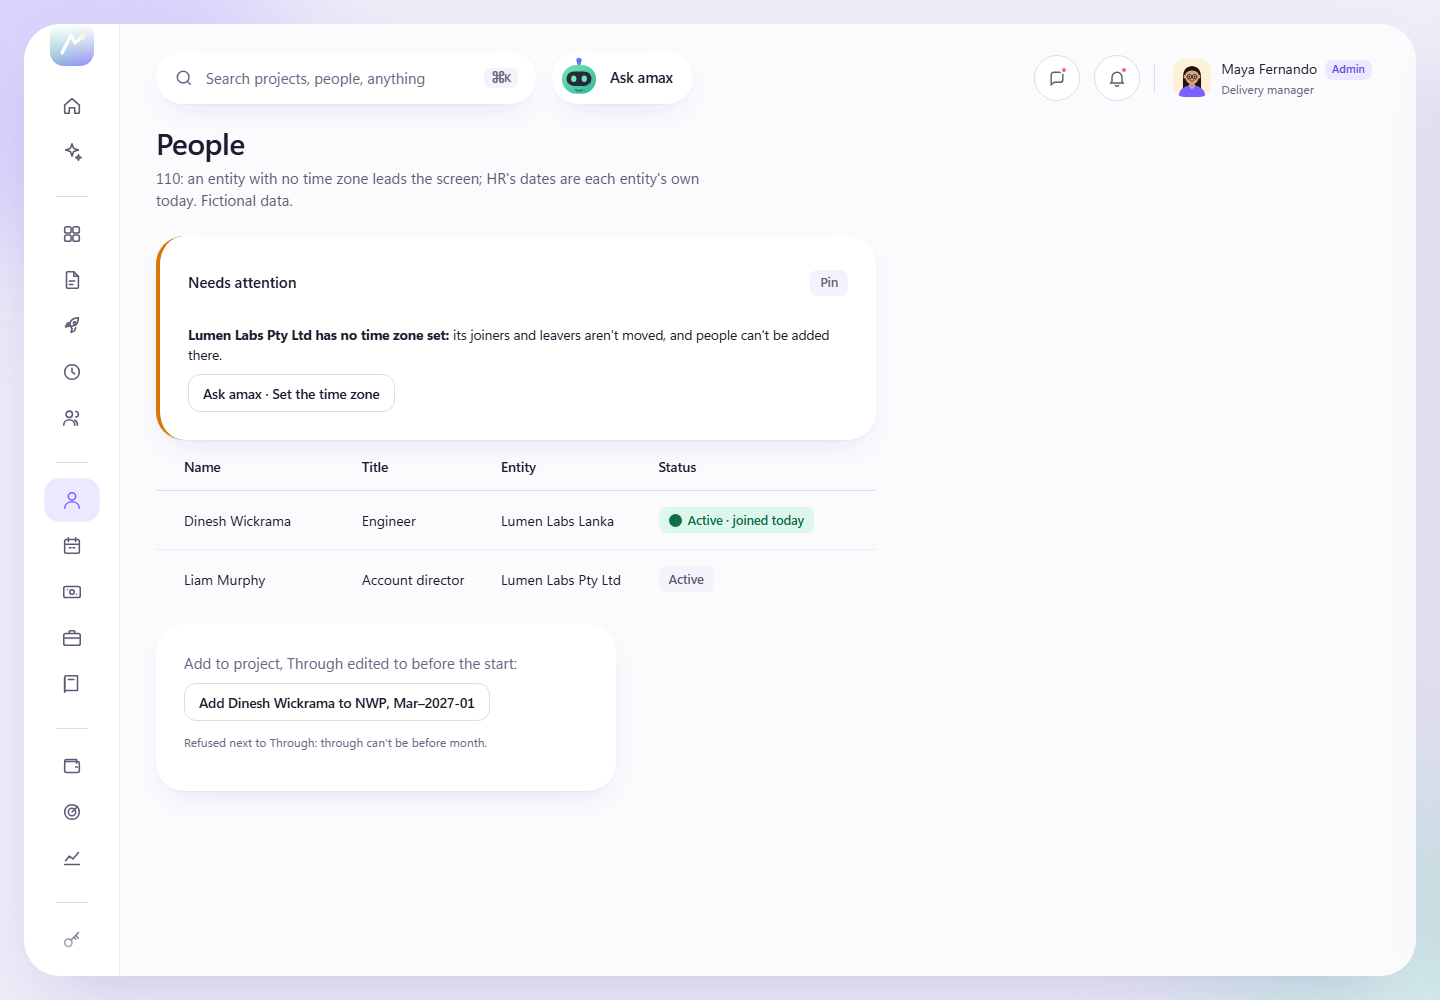 Search projects, people, anything
⌘K
Ask amax
Maya Fernando
Admin
Delivery manager
People
110: an entity with no time zone leads the screen; HR's dates are each entity's own
today. Fictional data.
Needs attention
Pin
Lumen Labs Pty Ltd has no time zone set: its joiners and leavers aren't moved, and people can't be added
there.
Ask amax · Set the time zone
Name Title Entity Status
Dinesh Wickrama Engineer Lumen Labs Lanka Active · joined today
Liam Murphy Account director Lumen Labs Pty Ltd Active
Add to project, Through edited to before the start:
Add Dinesh Wickrama to NWP, Mar–2027-01
Refused next to Through: through can't be before month.